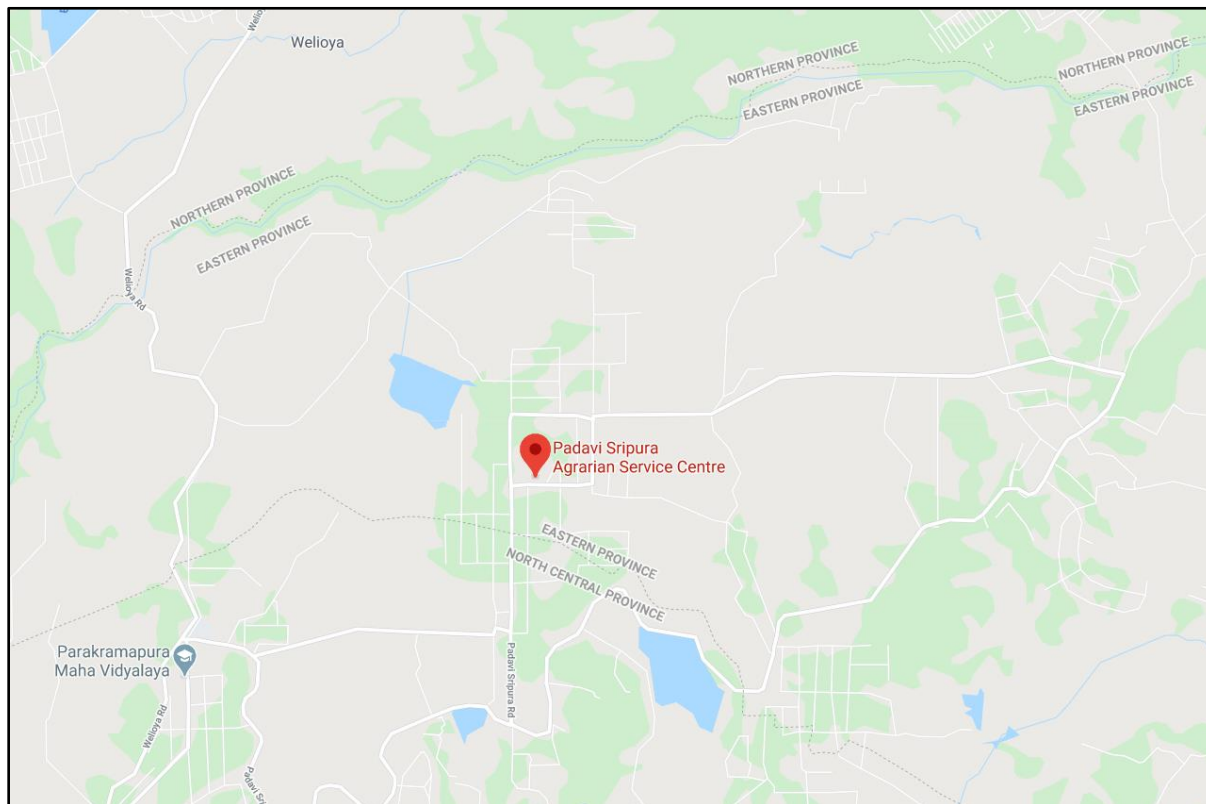 Welioya
NORTHERN PROVINCE
EASTERN PROVINCE
NORTHERN PROVINCE
EASTERN PROVINCE
NORTHERN PROVINCE
EASTERN PROVINCE
Welioya Rd
Padavi Sripura
Agrarian Service Centre
EASTERN PROVINCE
NORTH CENTRAL PROVINCE
Parakramapura
Maha Vidyalaya
Padavi Sripura Rd
Welioya Rd